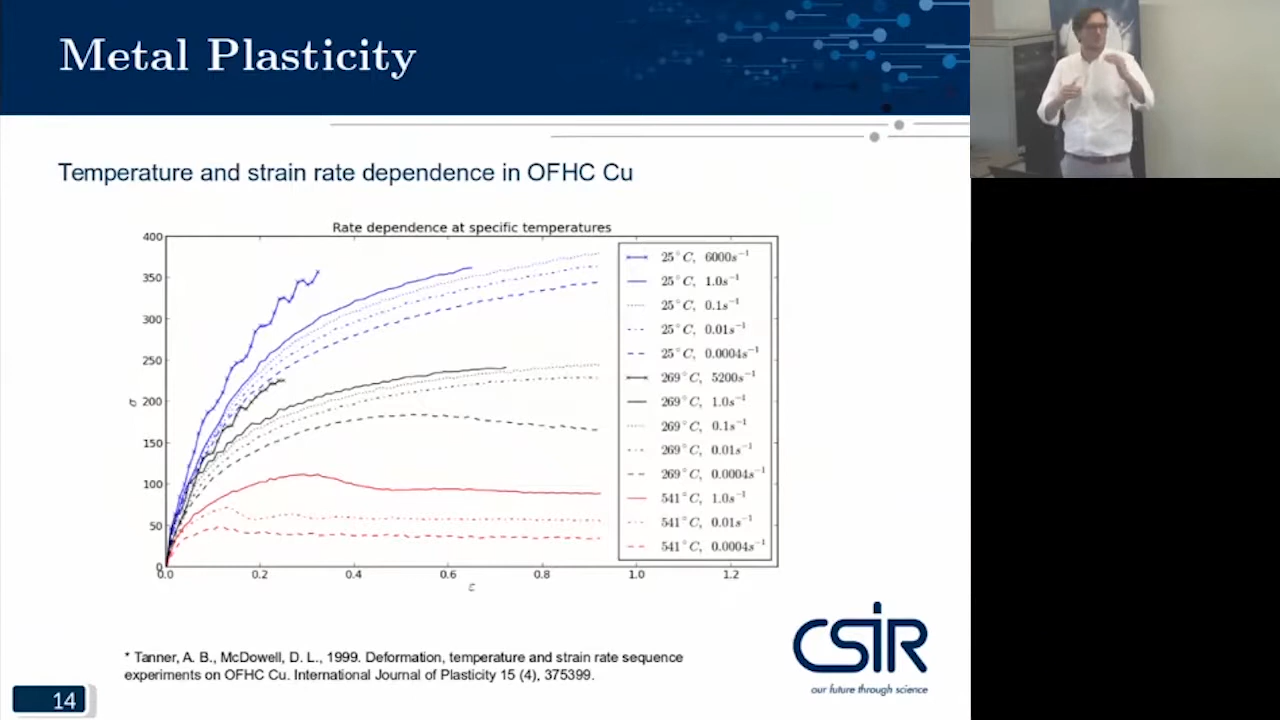 Metal Plasticity
Temperature and strain rate dependence in OFHC Cu
Rate dependence at specific temperatures
400
350
300
250
200
150
100
50
0
σ
0.0 0.2 0.4 0.6 0.8 1.0 1.2
ε
25°C, 6000s⁻¹
25°C, 1.0s⁻¹
25°C, 0.1s⁻¹
25°C, 0.01s⁻¹
25°C, 0.0004s⁻¹
269°C, 5200s⁻¹
269°C, 1.0s⁻¹
269°C, 0.1s⁻¹
269°C, 0.01s⁻¹
269°C, 0.0004s⁻¹
541°C, 1.0s⁻¹
541°C, 0.01s⁻¹
541°C, 0.0004s⁻¹
* Tanner, A. B., McDowell, D. L., 1999. Deformation, temperature and strain rate sequence
experiments on OFHC Cu. International Journal of Plasticity 15 (4), 375399.
CSIR
our future through science
14